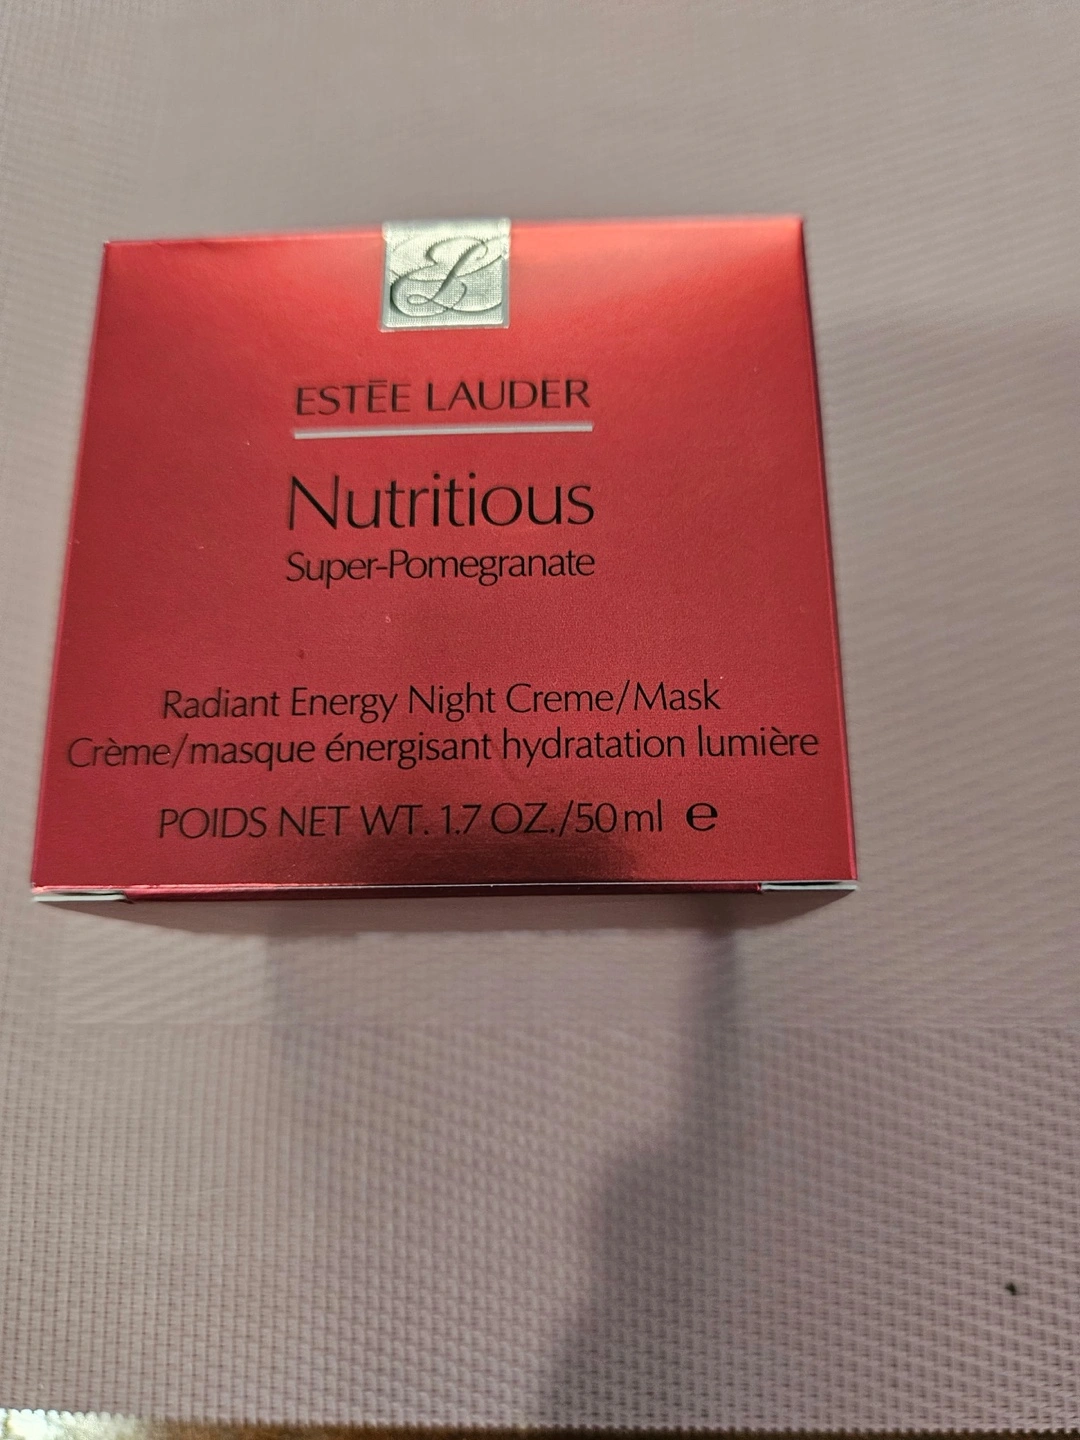 EL
ESTĒE LAUDER
Nutritious
Super-Pomegranate
Radiant Energy Night Creme/Mask
Crème/masque énergisant hydratation lumière
POIDS NET WT. 1.7 OZ./50 ml e